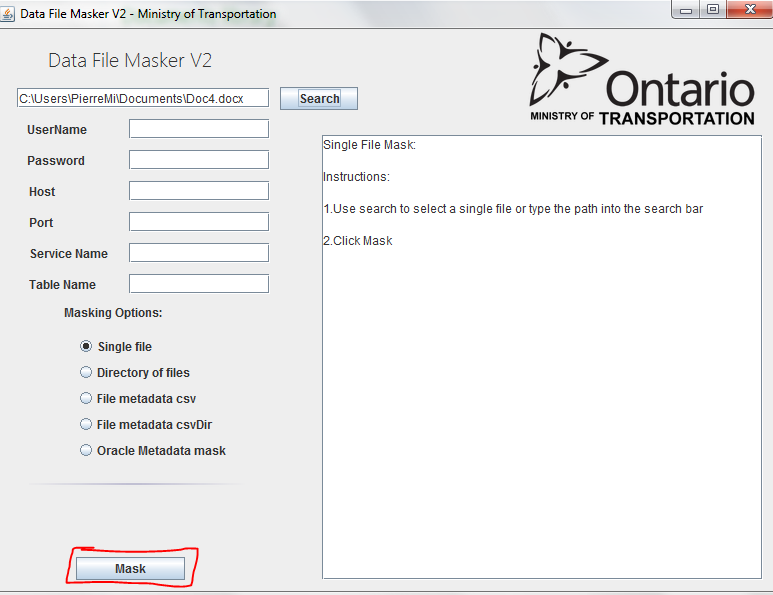 Data File Masker V2 - Ministry of Transportation
Data File Masker V2
C:\Users\PierreMi\Documents\Doc4.docx
Search
Ontario
MINISTRY OF TRANSPORTATION
UserName
Password
Host
Port
Service Name
Table Name
Masking Options:
Single file
Directory of files
File metadata csv
File metadata csvDir
Oracle Metadata mask
Mask
Single File Mask:
Instructions:
1.Use search to select a single file or type the path into the search bar
2.Click Mask